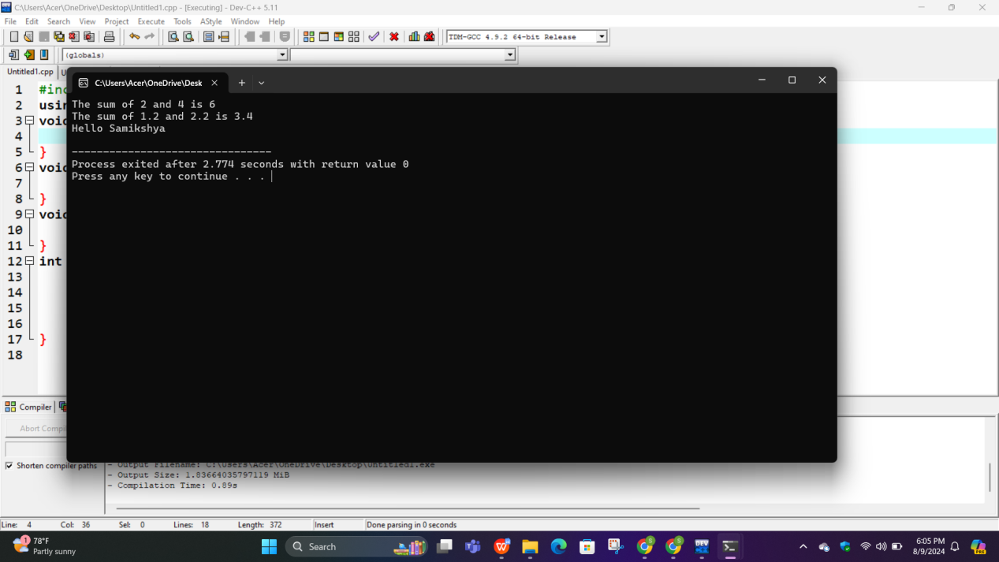 C:\Users\Acer\OneDrive\Desktop\Untitled1.cpp - [Executing] - Dev-C++ 5.11
File Edit Search View Project Execute Tools AStyle Window Help
TDM-GCC 4.9.2 64-bit Release
(globals)
Untitled1.cpp
C:\Users\Acer\OneDrive\Desk
1 #inc
2 usin
3 void
4
5 }
6 void
7
8 }
9 void
10
11 }
12 int
13
14
15
16
17 }
18
The sum of 2 and 4 is 6
The sum of 1.2 and 2.2 is 3.4
Hello Samikshya
--------------------------------
Process exited after 2.774 seconds with return value 0
Press any key to continue . . .
Compiler
Abort Compi
Shorten compiler paths
- Output Filename: C:\Users\Acer\OneDrive\Desktop\Untitled1.exe
- Output Size: 1.83664035797119 MiB
- Compilation Time: 0.89s
Line: 4 Col: 36 Sel: 0 Lines: 18 Length: 372 Insert Done parsing in 0 seconds
1
78°F
Partly sunny
Search
DEV
PRE
6:05 PM
8/9/2024